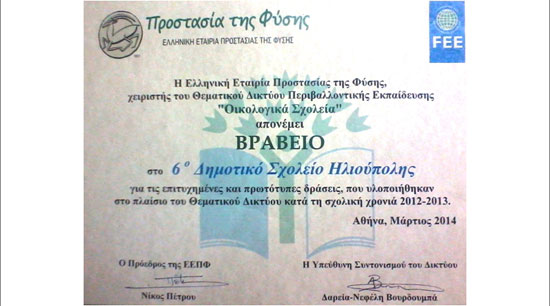 Προστασία της Φύσης
ΕΛΛΗΝΙΚΗ ΕΤΑΙΡΙΑ ΠΡΟΣΤΑΣΙΑΣ ΤΗΣ ΦΥΣΗΣ
FEE
Η Ελληνική Εταιρία Προστασίας της Φύσης,
χειριστής του Θεματικού Δικτύου Περιβαλλοντικής Εκπαίδευσης
"Οικολογικά Σχολεία"
απονέμει
ΒΡΑΒΕΙΟ
στο 6ο Δημοτικό Σχολείο Ηλιούπολης
για τις επιτυχημένες και πρωτότυπες δράσεις, που υλοποιήθηκαν
στο πλαίσιο του Θεματικού Δικτύου κατά τη σχολική χρονιά 2012-2013.
Αθήνα, Μάρτιος 2014
Ο Πρόεδρος της ΕΕΠΦ
Η Υπεύθυνη Συντονισμού του Δικτύου
Νίκος Πέτρου
Δαρεία-Νεφέλη Βουρδουμπά